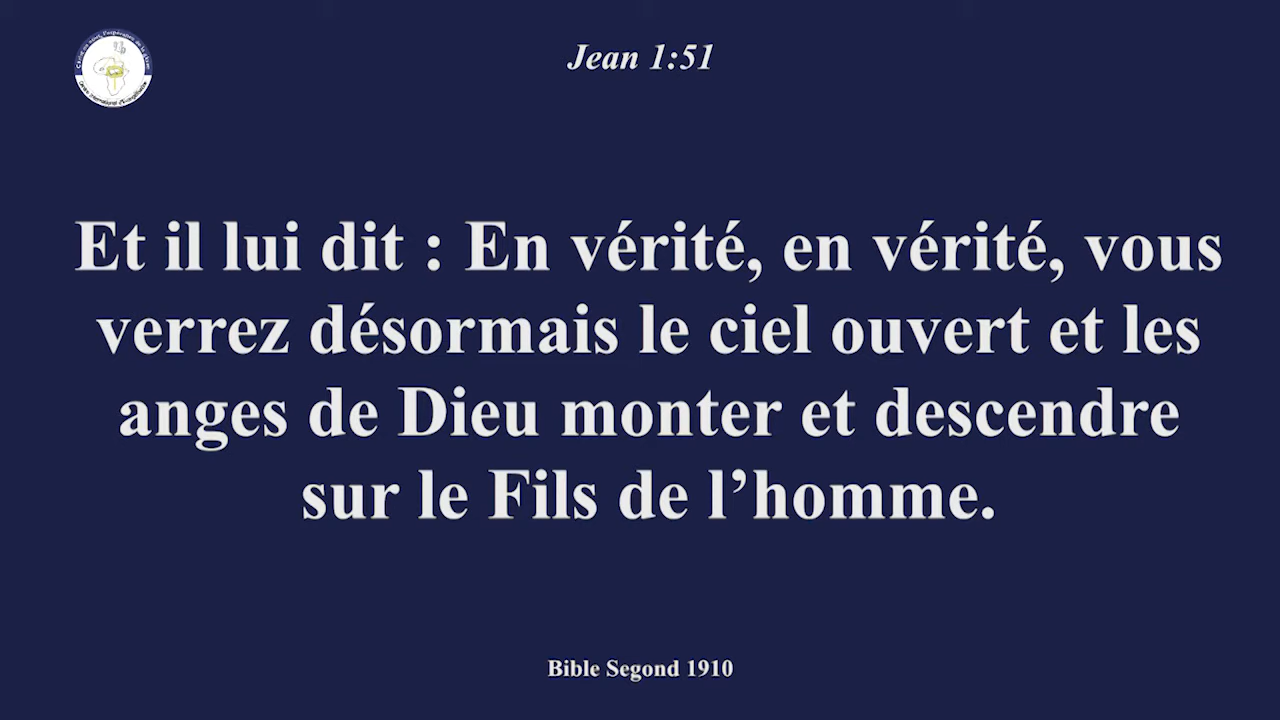 Jean 1:51
Et il lui dit : En vérité, en vérité, vous
verrez désormais le ciel ouvert et les
anges de Dieu monter et descendre
sur le Fils de l’homme.
Bible Segond 1910